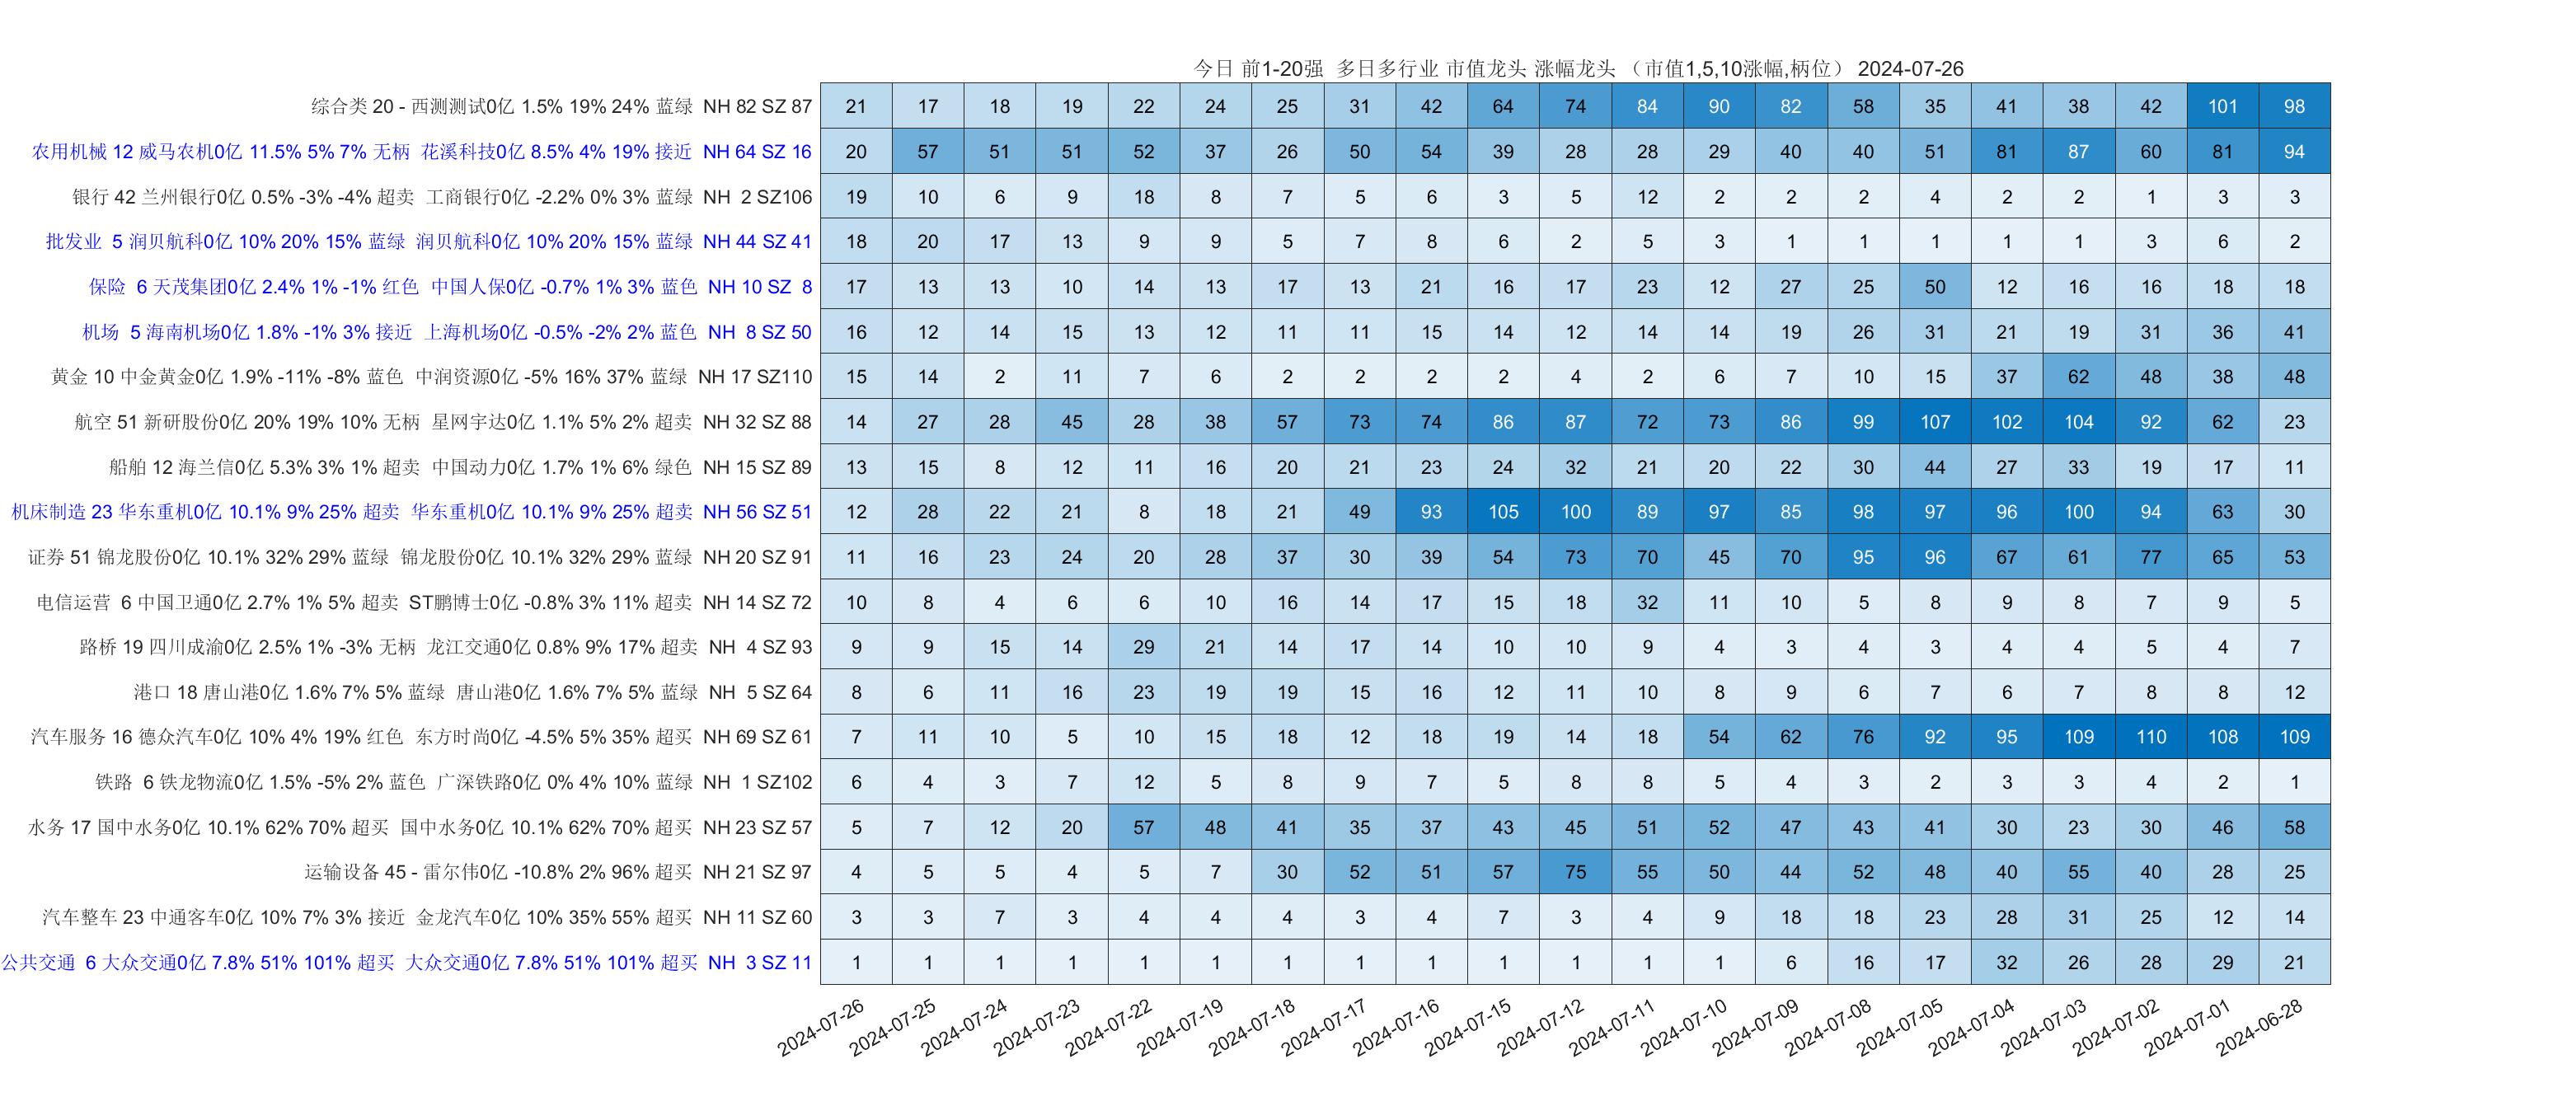 今日 前1-20强 多日多行业 市值龙头 涨幅龙头 （市值1,5,10涨幅,柄位） 2024-07-26
综合类 20 - 西测测试0亿 1.5% 19% 24% 蓝绿 NH 82 SZ 87 21 17 18 19 22 24 25 31 42 64 74 84 90 82 58 35 41 38 42 101 98
农用机械 12 威马农机0亿 11.5% 5% 7% 无柄 花溪科技0亿 8.5% 4% 19% 接近 NH 64 SZ 16 20 57 51 51 52 37 26 50 54 39 28 28 29 40 40 51 81 87 60 81 94
银行 42 兰州银行0亿 0.5% -3% -4% 超卖 工商银行0亿 -2.2% 0% 3% 蓝绿 NH 2 SZ106 19 10 6 9 18 8 7 5 6 3 5 12 2 2 2 4 2 2 1 3 3
批发业 5 润贝航科0亿 10% 20% 15% 蓝绿 润贝航科0亿 10% 20% 15% 蓝绿 NH 44 SZ 41 18 20 17 13 9 9 5 7 8 6 2 5 3 1 1 1 1 1 3 6 2
保险 6 天茂集团0亿 2.4% 1% -1% 红色 中国人保0亿 -0.7% 1% 3% 蓝色 NH 10 SZ 8 17 13 13 10 14 13 17 13 21 16 17 23 12 27 25 50 12 16 16 18 18
机场 5 海南机场0亿 1.8% -1% 3% 接近 上海机场0亿 -0.5% -2% 2% 蓝色 NH 8 SZ 50 16 12 14 15 13 12 11 11 15 14 12 14 14 19 26 31 21 19 31 36 41
黄金 10 中金黄金0亿 1.9% -11% -8% 蓝色 中润资源0亿 -5% 16% 37% 蓝绿 NH 17 SZ110 15 14 2 11 7 6 2 2 2 2 4 2 6 7 10 15 37 62 48 38 48
航空 51 新研股份0亿 20% 19% 10% 无柄 星网宇达0亿 1.1% 5% 2% 超卖 NH 32 SZ 88 14 27 28 45 28 38 57 73 74 86 87 72 73 86 99 107 102 104 92 62 23
船舶 12 海兰信0亿 5.3% 3% 1% 超卖 中国动力0亿 1.7% 1% 6% 绿色 NH 15 SZ 89 13 15 8 12 11 16 20 21 23 24 32 21 20 22 30 44 27 33 19 17 11
机床制造 23 华东重机0亿 10.1% 9% 25% 超卖 华东重机0亿 10.1% 9% 25% 超卖 NH 56 SZ 51 12 28 22 21 8 18 21 49 93 105 100 89 97 85 98 97 96 100 94 63 30
证券 51 锦龙股份0亿 10.1% 32% 29% 蓝绿 锦龙股份0亿 10.1% 32% 29% 蓝绿 NH 20 SZ 91 11 16 23 24 20 28 37 30 39 54 73 70 45 70 95 96 67 61 77 65 53
电信运营 6 中国卫通0亿 2.7% 1% 5% 超卖 ST鹏博士0亿 -0.8% 3% 11% 超卖 NH 14 SZ 72 10 8 4 6 6 10 16 14 17 15 18 32 11 10 5 8 9 8 7 9 5
路桥 19 四川成渝0亿 2.5% 1% -3% 无柄 龙江交通0亿 0.8% 9% 17% 超卖 NH 4 SZ 93 9 9 15 14 29 21 14 17 14 10 10 9 4 3 4 3 4 4 5 4 7
港口 18 唐山港0亿 1.6% 7% 5% 蓝绿 唐山港0亿 1.6% 7% 5% 蓝绿 NH 5 SZ 64 8 6 11 16 23 19 19 15 16 12 11 10 8 9 6 7 6 7 8 8 12
汽车服务 16 德众汽车0亿 10% 4% 19% 红色 东方时尚0亿 -4.5% 5% 35% 超买 NH 69 SZ 61 7 11 10 5 10 15 18 12 18 19 14 18 54 62 76 92 95 109 110 108 109
铁路 6 铁龙物流0亿 1.5% -5% 2% 蓝色 广深铁路0亿 0% 4% 10% 蓝绿 NH 1 SZ102 6 4 3 7 12 5 8 9 7 5 8 8 5 4 3 2 3 3 4 2 1
水务 17 国中水务0亿 10.1% 62% 70% 超买 国中水务0亿 10.1% 62% 70% 超买 NH 23 SZ 57 5 7 12 20 57 48 41 35 37 43 45 51 52 47 43 41 30 23 30 46 58
运输设备 45 - 雷尔伟0亿 -10.8% 2% 96% 超买 NH 21 SZ 97 4 5 5 4 5 7 30 52 51 57 75 55 50 44 52 48 40 55 40 28 25
汽车整车 23 中通客车0亿 10% 7% 3% 接近 金龙汽车0亿 10% 35% 55% 超买 NH 11 SZ 60 3 3 7 3 4 4 4 3 4 7 3 4 9 18 18 23 28 31 25 12 14
公共交通 6 大众交通0亿 7.8% 51% 101% 超买 大众交通0亿 7.8% 51% 101% 超买 NH 3 SZ 11 1 1 1 1 1 1 1 1 1 1 1 1 1 6 16 17 32 26 28 29 21
2024-07-26 2024-07-25 2024-07-24 2024-07-23 2024-07-22 2024-07-19 2024-07-18 2024-07-17 2024-07-16 2024-07-15 2024-07-12 2024-07-11 2024-07-10 2024-07-09 2024-07-08 2024-07-05 2024-07-04 2024-07-03 2024-07-02 2024-07-01 2024-06-28